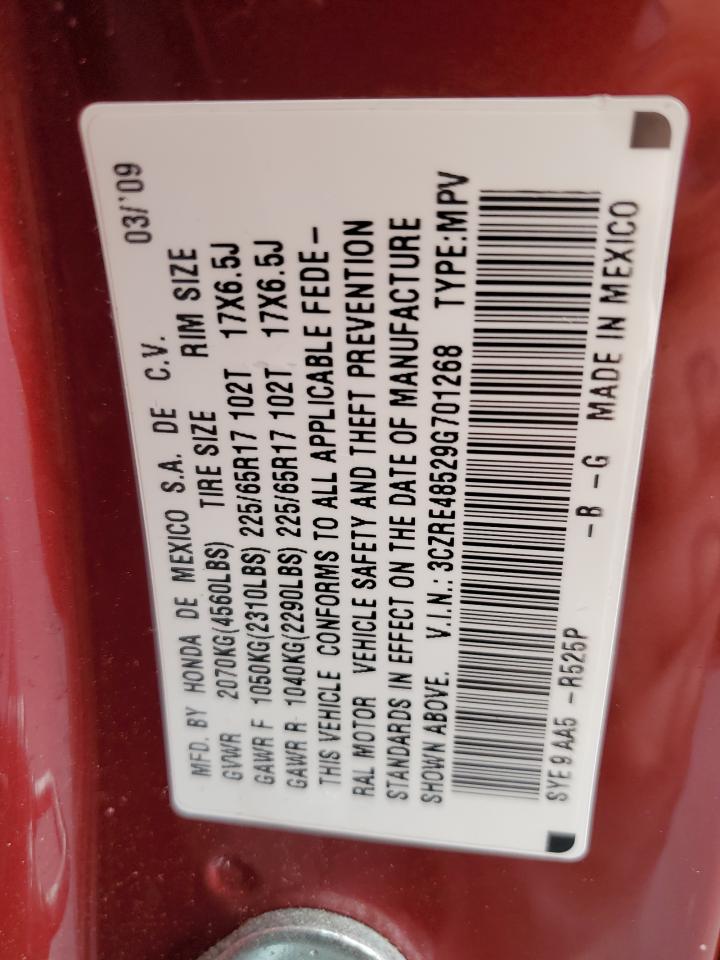 MFD. BY HONDA DE MEXICO S.A. DE C.V. 03/'09
GVWR 2070KG(4560LBS) TIRE SIZE RIM SIZE
GAWR F 1050KG(2310LBS) 225/65R17 102T 17X6.5J
GAWR R 1040KG(2290LBS) 225/65R17 102T 17X6.5J
THIS VEHICLE CONFORMS TO ALL APPLICABLE FEDE-
RAL MOTOR VEHICLE SAFETY AND THEFT PREVENTION
STANDARDS IN EFFECT ON THE DATE OF MANUFACTURE
SHOWN ABOVE. V.I.N.: 3CZRE48529G701268 TYPE:MPV
SYE9AA5 -R525P -B -G MADE IN MEXICO